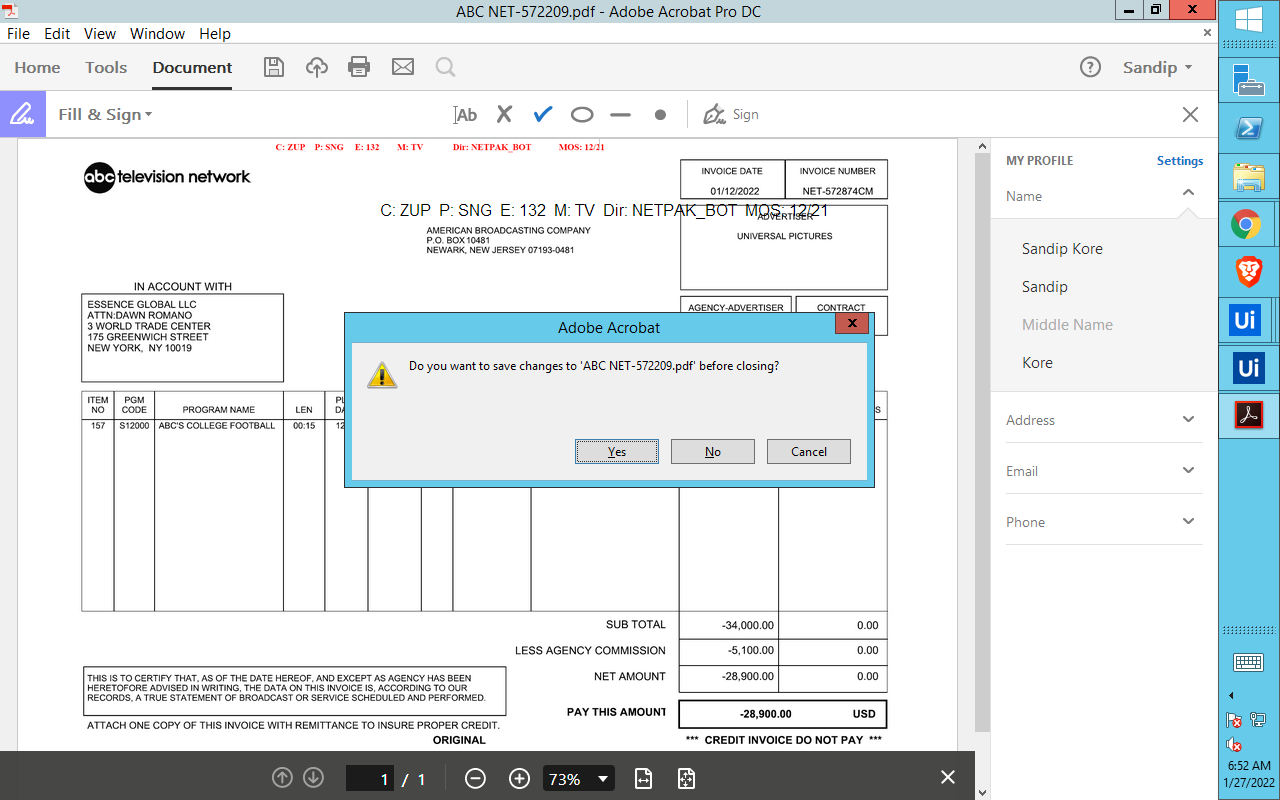 ABC NET-572209.pdf - Adobe Acrobat Pro DC
File Edit View Window Help
Home Tools Document Sandip
Fill & Sign Ab Sign
C: ZUP P: SNG E: 132 M: TV Dir: NETPAK_BOT MOS: 12/21
abc television network
INVOICE DATE INVOICE NUMBER
01/12/2022 NET-572874CM
C: ZUP P: SNG E: 132 M: TV Dir: NETPAK_BOT MOS: 12/21
ADVERTISER
AMERICAN BROADCASTING COMPANY
P.O. BOX 10481
NEWARK, NEW JERSEY 07193-0481
UNIVERSAL PICTURES
IN ACCOUNT WITH
ESSENCE GLOBAL LLC
ATTN:DAWN ROMANO
3 WORLD TRADE CENTER
175 GREENWICH STREET
NEW YORK, NY 10019
AGENCY-ADVERTISER CONTRACT
Adobe Acrobat
Do you want to save changes to 'ABC NET-572209.pdf' before closing?
Yes No Cancel
ITEM NO PGM CODE PROGRAM NAME LEN
157 S12000 ABC'S COLLEGE FOOTBALL 00:15
SUB TOTAL -34,000.00 0.00
LESS AGENCY COMMISSION -5,100.00 0.00
NET AMOUNT -28,900.00 0.00
THIS IS TO CERTIFY THAT, AS OF THE DATE HEREOF, AND EXCEPT AS AGENCY HAS BEEN
HERETOFORE ADVISED IN WRITING, THE DATA ON THIS INVOICE IS, ACCORDING TO OUR
RECORDS, A TRUE STATEMENT OF BROADCAST OR SERVICE SCHEDULED AND PERFORMED.
PAY THIS AMOUNT -28,900.00 USD
ATTACH ONE COPY OF THIS INVOICE WITH REMITTANCE TO INSURE PROPER CREDIT.
ORIGINAL *** CREDIT INVOICE DO NOT PAY ***
1 / 1 73%
MY PROFILE Settings
Name
Sandip Kore
Sandip
Middle Name
Kore
Address
Email
Phone
Ui
Ui
6:52 AM
1/27/2022